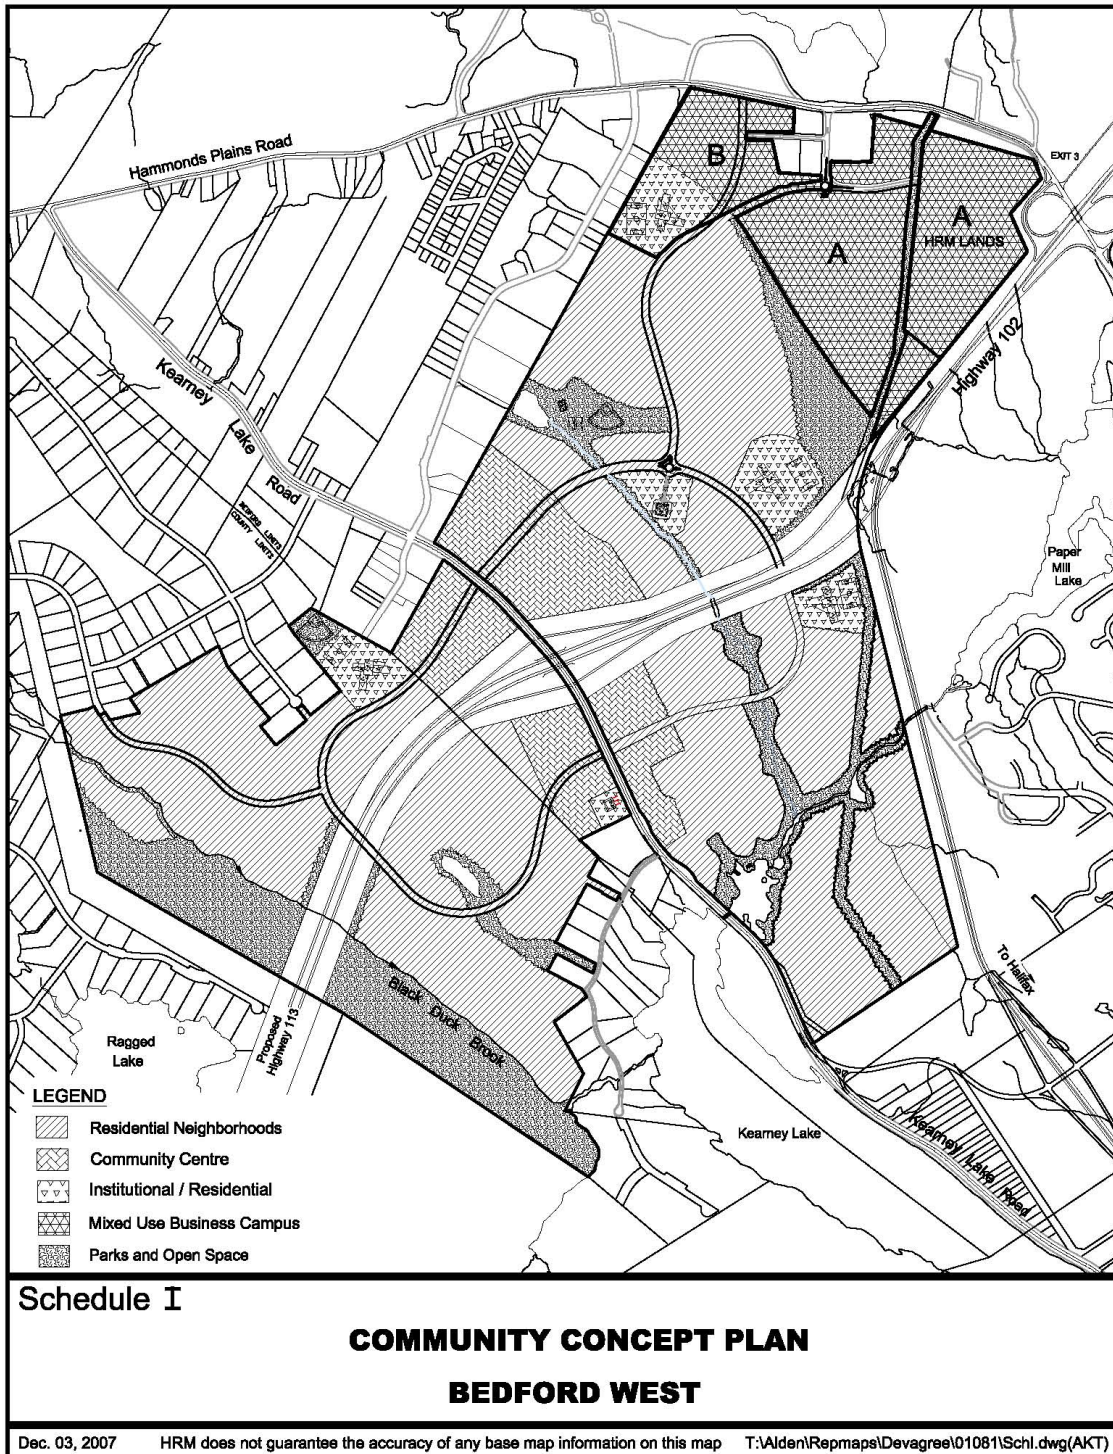 Hammonds Plains Road
EXIT 3
B
A
A
HRM LANDS
Highway 102
Kearney
Lake
Road
Paper
Mill
Lake
To Halifax
Black Duck Brook
Proposed
Highway 113
Ragged
Lake
Kearney Lake
Kearney Lake Road
LEGEND
Residential Neighborhoods
Community Centre
Institutional / Residential
Mixed Use Business Campus
Parks and Open Space
Schedule I
COMMUNITY CONCEPT PLAN
BEDFORD WEST
Dec. 03, 2007 HRM does not guarantee the accuracy of any base map information on this map T:\Alden\Repmaps\Devagree\01081\SchI.dwg(AKT)